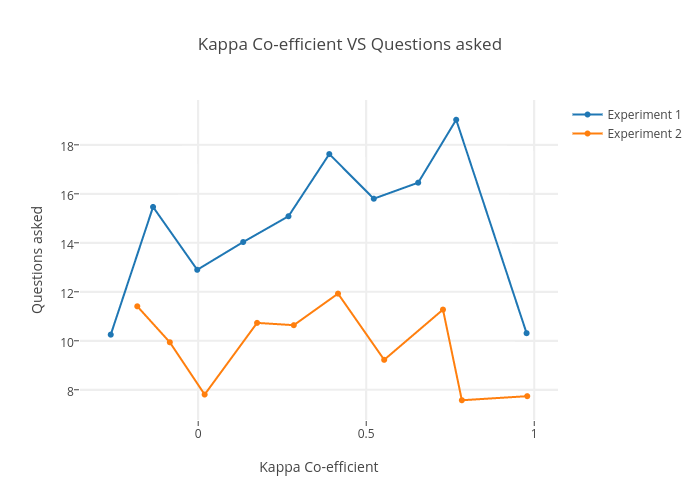 Kappa Co-efficient VS Questions asked
Experiment 1
Experiment 2
Questions asked
18
16
14
12
10
8
0
0.5
1
Kappa Co-efficient